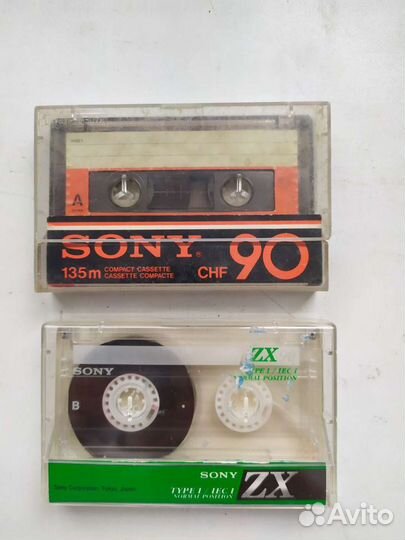 A
SONY®
CHF 90
135m COMPACT CASSETTE
CASSETTE COMPACTE
ZX
TYPE I / IEC I
NORMAL POSITION
SONY
B
SONY
ZX
TYPE I / IEC I
NORMAL POSITION
Sony Corporation, Tokyo, Japan
Avito